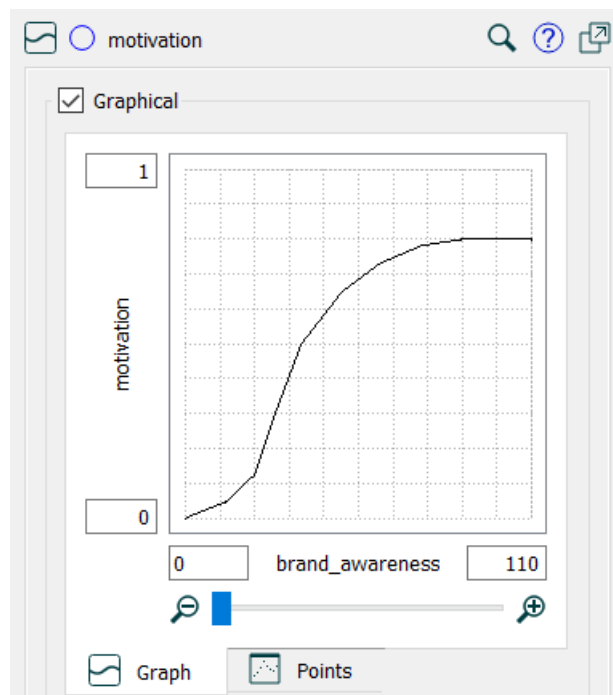 motivation
Graphical
1
motivation
0
0 brand_awareness 110
Graph Points